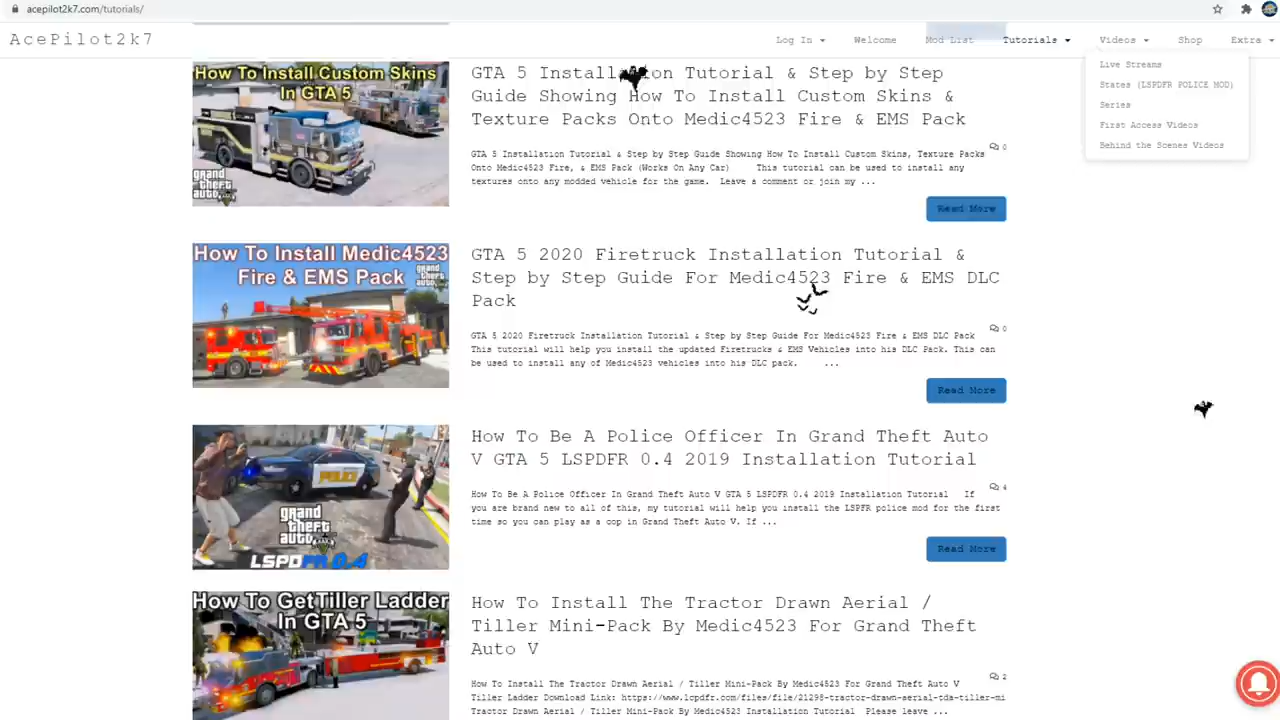 acepilot2k7.com/tutorials/
AcePilot2k7
Log In
Welcome
Mod List
Tutorials
Videos
Shop
Extra
Live Streams
States (LSPDFR POLICE MOD)
Series
First Access Videos
Behind the Scenes Videos
How To Install Custom Skins
In GTA 5
grand
theft
auto
GTA 5 Installation Tutorial & Step by Step
Guide Showing How To Install Custom Skins &
Texture Packs Onto Medic4523 Fire & EMS Pack
0
GTA 5 Installation Tutorial & Step by Step Guide Showing How To Install Custom Skins, Texture Packs
Onto Medic4523 Fire, & EMS Pack (Works On Any Car) This tutorial can be used to install any
textures onto any modded vehicle for the game. Leave a comment or join my ...
Read More
How To Install Medic4523
Fire & EMS Pack
grand
theft
auto
GTA 5 2020 Firetruck Installation Tutorial &
Step by Step Guide For Medic4523 Fire & EMS DLC
Pack
0
GTA 5 2020 Firetruck Installation Tutorial & Step by Step Guide For Medic4523 Fire & EMS DLC Pack
This tutorial will help you install the updated Firetrucks & EMS Vehicles into his DLC Pack. This can
be used to install any of Medic4523 vehicles into his DLC pack. ...
Read More
POLICE
grand
theft
auto
LSPDFR 0.4
How To Be A Police Officer In Grand Theft Auto
V GTA 5 LSPDFR 0.4 2019 Installation Tutorial
4
How To Be A Police Officer In Grand Theft Auto V GTA 5 LSPDFR 0.4 2019 Installation Tutorial If
you are brand new to all of this, my tutorial will help you install the LSPFR police mod for the first
time so you can play as a cop in Grand Theft Auto V. If ...
Read More
How To Get Tiller Ladder
In GTA 5
How To Install The Tractor Drawn Aerial /
Tiller Mini-Pack By Medic4523 For Grand Theft
Auto V
2
How To Install The Tractor Drawn Aerial / Tiller Mini-Pack By Medic4523 For Grand Theft Auto V
Tiller Ladder Download Link: https://www.lcpdfr.com/files/file/21298-tractor-drawn-aerial-tda-tiller-mi
Tractor Drawn Aerial / Tiller Mini-Pack By Medic4523 Installation Tutorial Please leave ...